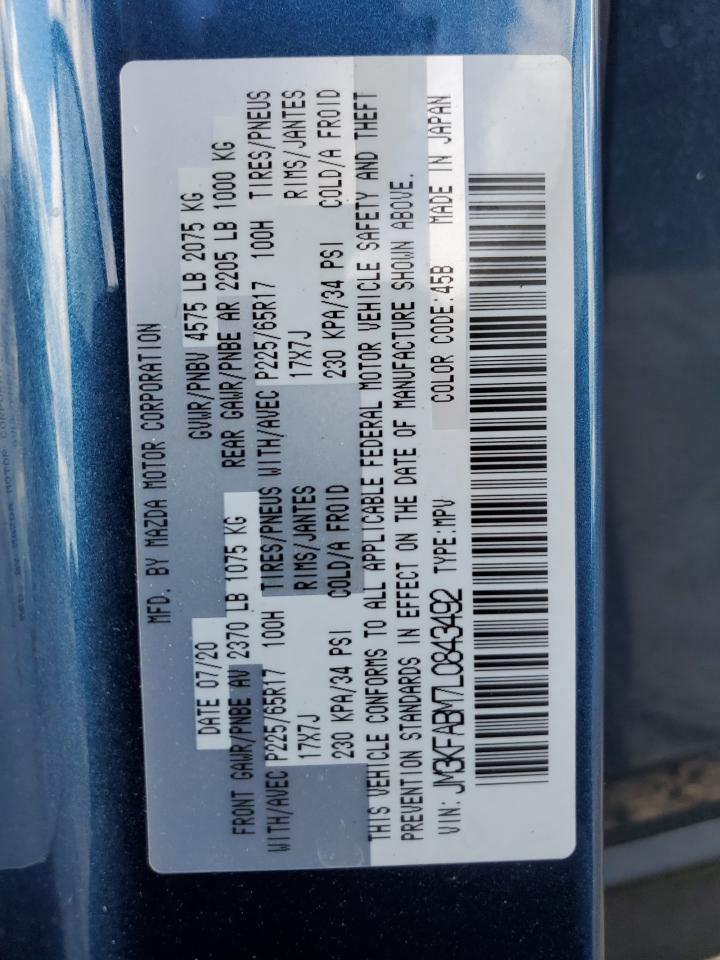 MFD. BY MAZDA MOTOR CORPORATION
DATE 07/20 GVWR/PNBV 4575 LB 2075 KG
FRONT GAWR/PNBE AV 2370 LB 1075 KG REAR GAWR/PNBE AR 2205 LB 1000 KG
WITH/AVEC P225/65R17 100H TIRES/PNEUS WITH/AVEC P225/65R17 100H TIRES/PNEUS
17X7J RIMS/JANTES 17X7J RIMS/JANTES
230 KPA/34 PSI COLD/A FROID 230 KPA/34 PSI COLD/A FROID
THIS VEHICLE CONFORMS TO ALL APPLICABLE FEDERAL MOTOR VEHICLE SAFETY AND THEFT
PREVENTION STANDARDS IN EFFECT ON THE DATE OF MANUFACTURE SHOWN ABOVE.
VIN: JM3KFABM7L0843492 TYPE:MPV COLOR CODE:45B MADE IN JAPAN